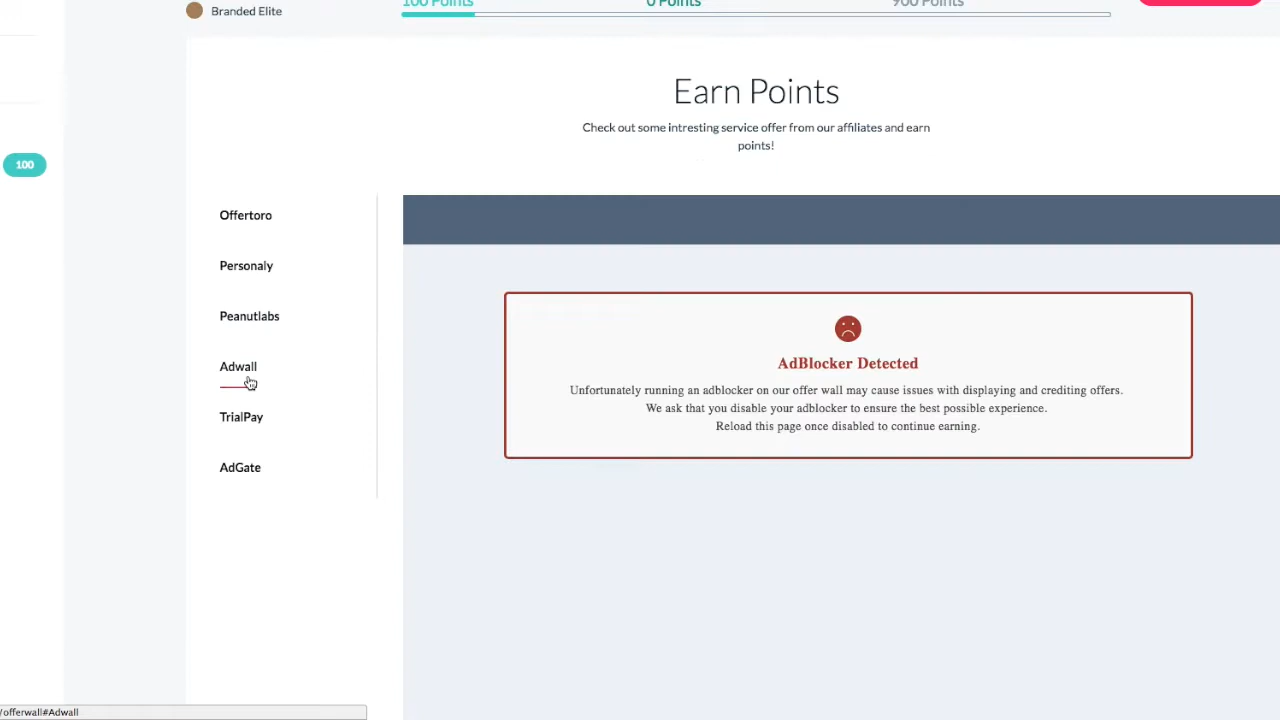 Branded Elite
100 Points
0 Points
900 Points
Earn Points
Check out some intresting service offer from our affiliates and earn
points!
100
Offertoro
Personaly
Peanutlabs
Adwall
TrialPay
AdGate
AdBlocker Detected
Unfortunately running an adblocker on our offer wall may cause issues with displaying and crediting offers.
We ask that you disable your adblocker to ensure the best possible experience.
Reload this page once disabled to continue earning.
/offerwall#Adwall